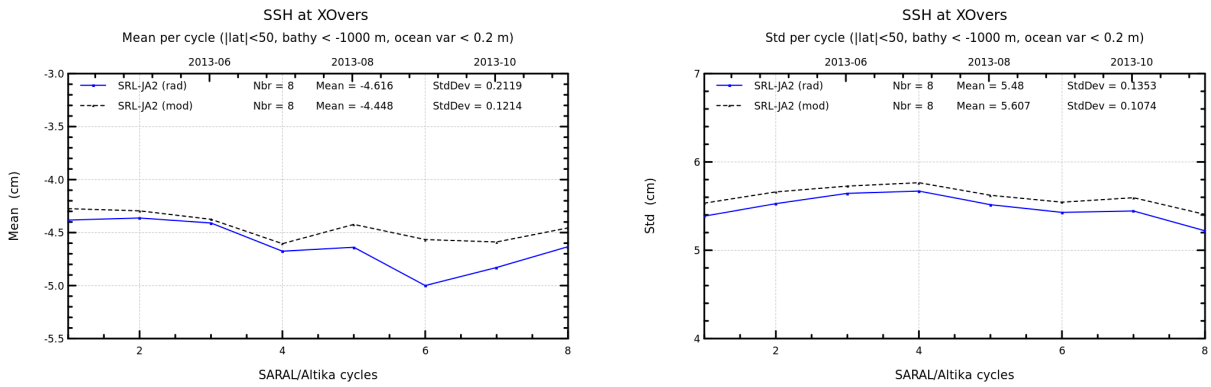 SSH at XOvers
Mean per cycle (|lat|<50, bathy < -1000 m, ocean var < 0.2 m)
2013-06 2013-08 2013-10
-3.0
SRL-JA2 (rad) Nbr = 8 Mean = -4.616 StdDev = 0.2119
SRL-JA2 (mod) Nbr = 8 Mean = -4.448 StdDev = 0.1214
-3.5
-4.0
-4.5
-5.0
-5.5
Mean (cm)
2 4 6 8
SARAL/Altika cycles
SSH at XOvers
Std per cycle (|lat|<50, bathy < -1000 m, ocean var < 0.2 m)
2013-06 2013-08 2013-10
7
SRL-JA2 (rad) Nbr = 8 Mean = 5.48 StdDev = 0.1353
SRL-JA2 (mod) Nbr = 8 Mean = 5.607 StdDev = 0.1074
6
5
4
Std (cm)
2 4 6 8
SARAL/Altika cycles